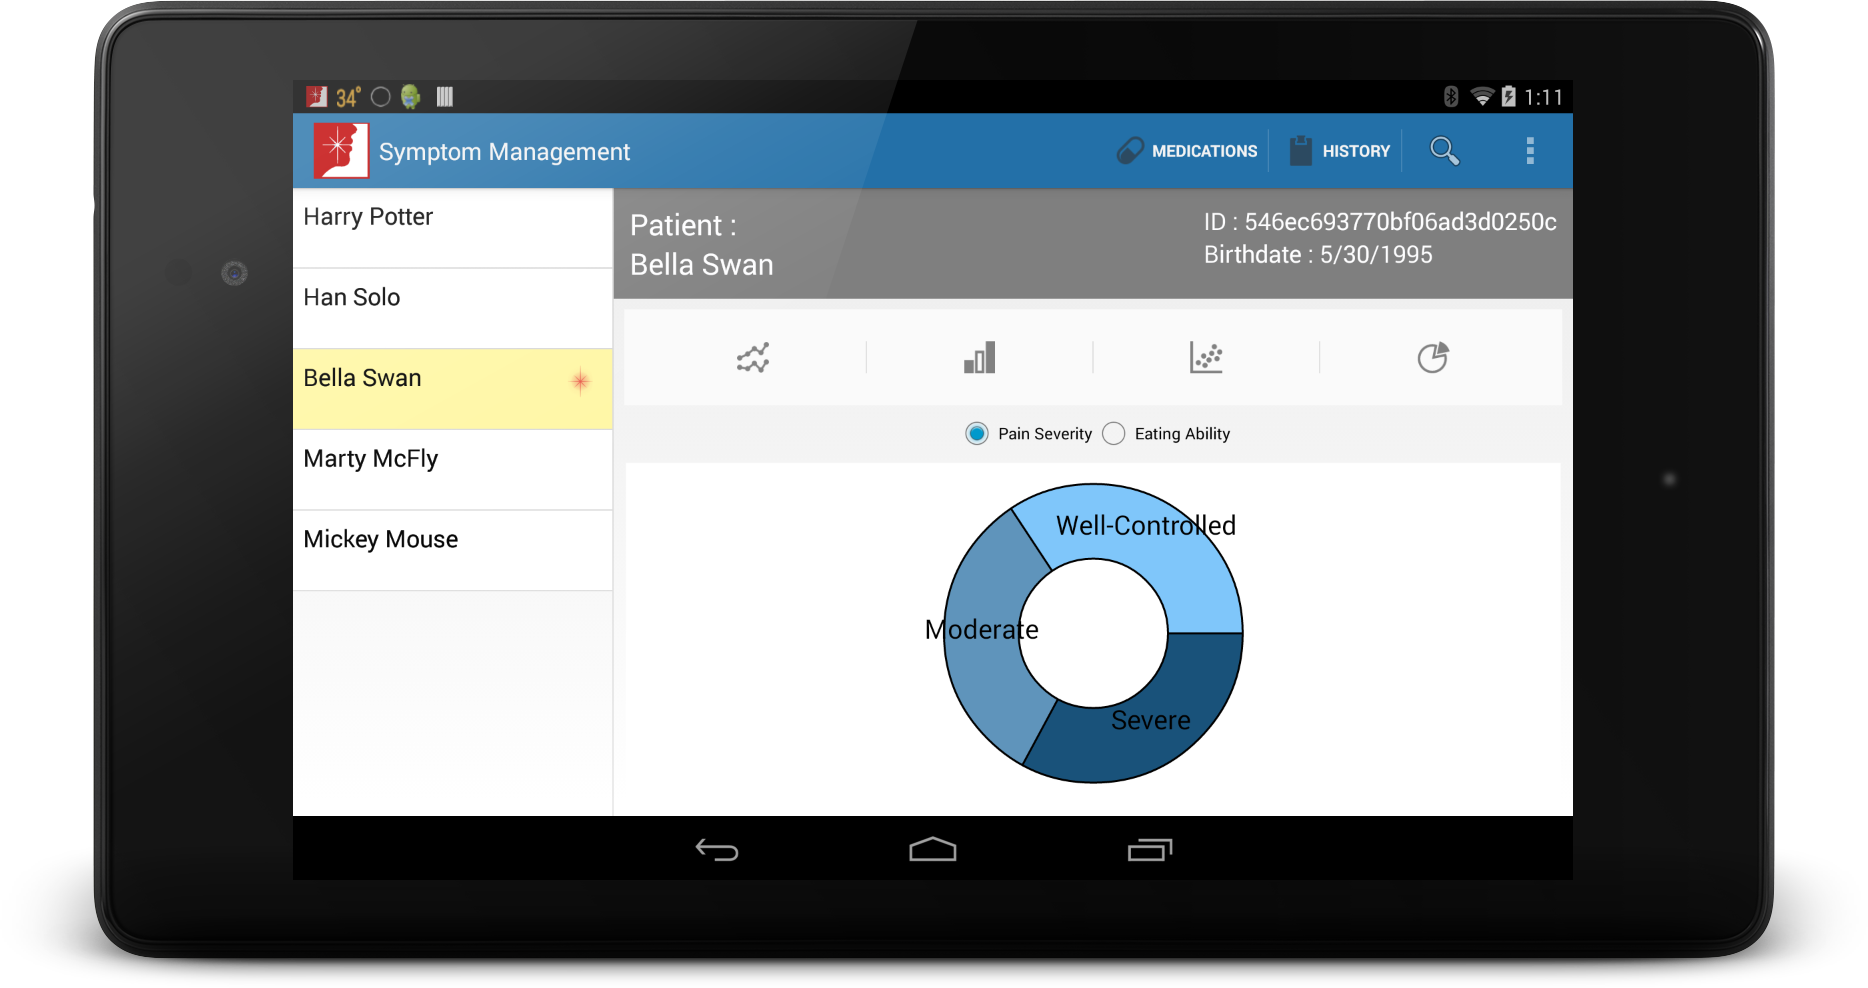 34°
1:11
Symptom Management
MEDICATIONS
HISTORY
Harry Potter
Han Solo
Bella Swan
Marty McFly
Mickey Mouse
Patient :
Bella Swan
ID : 546ec693770bf06ad3d0250c
Birthdate : 5/30/1995
Pain Severity
Eating Ability
Well-Controlled
Moderate
Severe